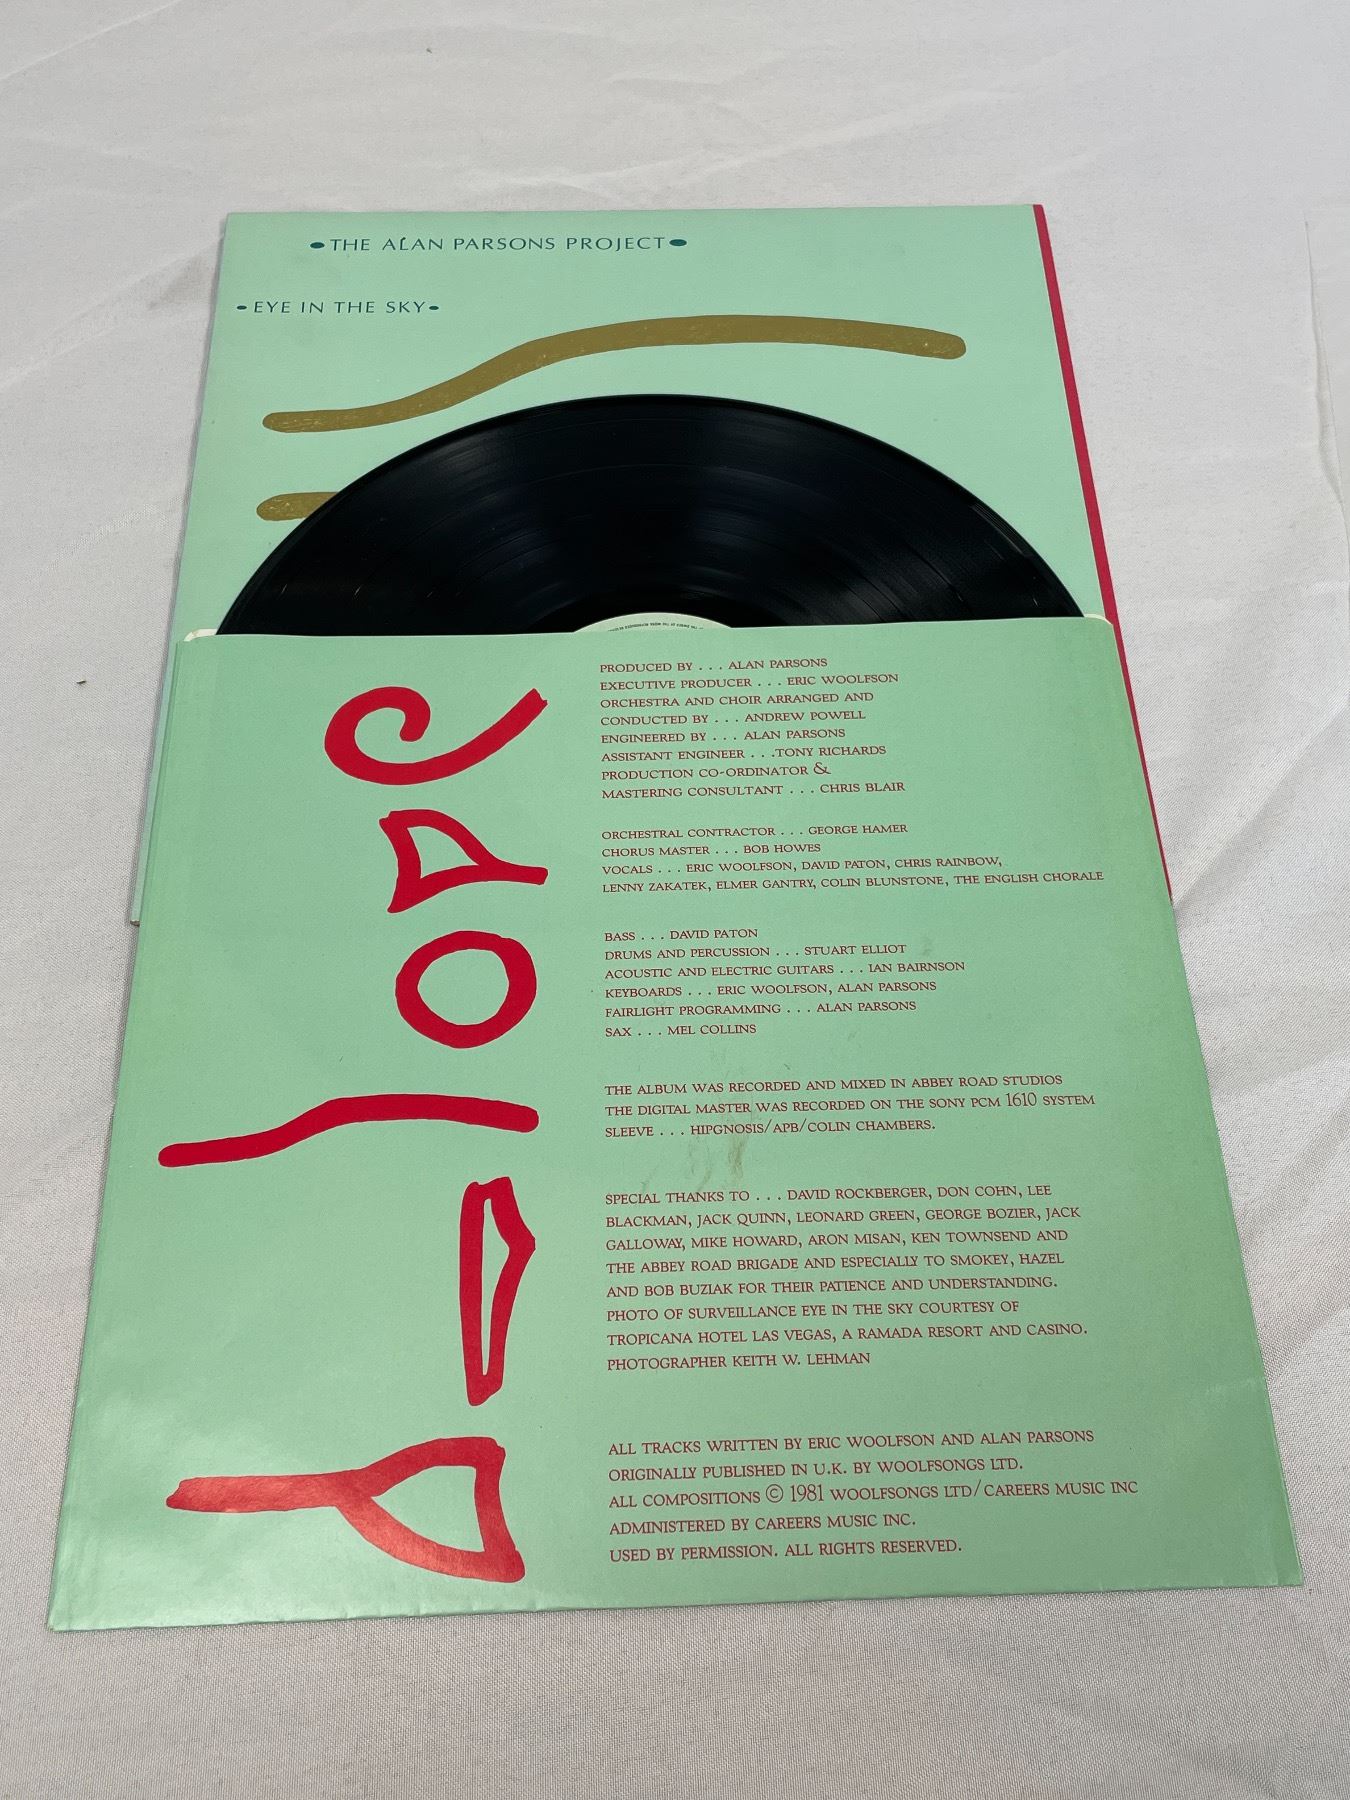 •THE ALAN PARSONS PROJECT•
•EYE IN THE SKY•
PRODUCED BY . . . ALAN PARSONS
EXECUTIVE PRODUCER . . . ERIC WOOLFSON
ORCHESTRA AND CHOIR ARRANGED AND
CONDUCTED BY . . . ANDREW POWELL
ENGINEERED BY . . . ALAN PARSONS
ASSISTANT ENGINEER . . .TONY RICHARDS
PRODUCTION CO-ORDINATOR &
MASTERING CONSULTANT . . . CHRIS BLAIR
ORCHESTRAL CONTRACTOR . . . GEORGE HAMER
CHORUS MASTER . . . BOB HOWES
VOCALS . . . ERIC WOOLFSON, DAVID PATON, CHRIS RAINBOW,
LENNY ZAKATEK, ELMER GANTRY, COLIN BLUNSTONE, THE ENGLISH CHORALE
BASS . . . DAVID PATON
DRUMS AND PERCUSSION . . . STUART ELLIOT
ACOUSTIC AND ELECTRIC GUITARS . . . IAN BAIRNSON
KEYBOARDS . . . ERIC WOOLFSON, ALAN PARSONS
FAIRLIGHT PROGRAMMING . . . ALAN PARSONS
SAX . . . MEL COLLINS
THE ALBUM WAS RECORDED AND MIXED IN ABBEY ROAD STUDIOS
THE DIGITAL MASTER WAS RECORDED ON THE SONY PCM 1610 SYSTEM
SLEEVE . . . HIPGNOSIS/APB/COLIN CHAMBERS.
SPECIAL THANKS TO . . . DAVID ROCKBERGER, DON COHN, LEE
BLACKMAN, JACK QUINN, LEONARD GREEN, GEORGE BOZIER, JACK
GALLOWAY, MIKE HOWARD, ARON MISAN, KEN TOWNSEND AND
THE ABBEY ROAD BRIGADE AND ESPECIALLY TO SMOKEY, HAZEL
AND BOB BUZIAK FOR THEIR PATIENCE AND UNDERSTANDING.
PHOTO OF SURVEILLANCE EYE IN THE SKY COURTESY OF
TROPICANA HOTEL LAS VEGAS, A RAMADA RESORT AND CASINO.
PHOTOGRAPHER KEITH W. LEHMAN
ALL TRACKS WRITTEN BY ERIC WOOLFSON AND ALAN PARSONS
ORIGINALLY PUBLISHED IN U.K. BY WOOLFSONGS LTD.
ALL COMPOSITIONS © 1981 WOOLFSONGS LTD/CAREERS MUSIC INC
ADMINISTERED BY CAREERS MUSIC INC.
USED BY PERMISSION. ALL RIGHTS RESERVED.